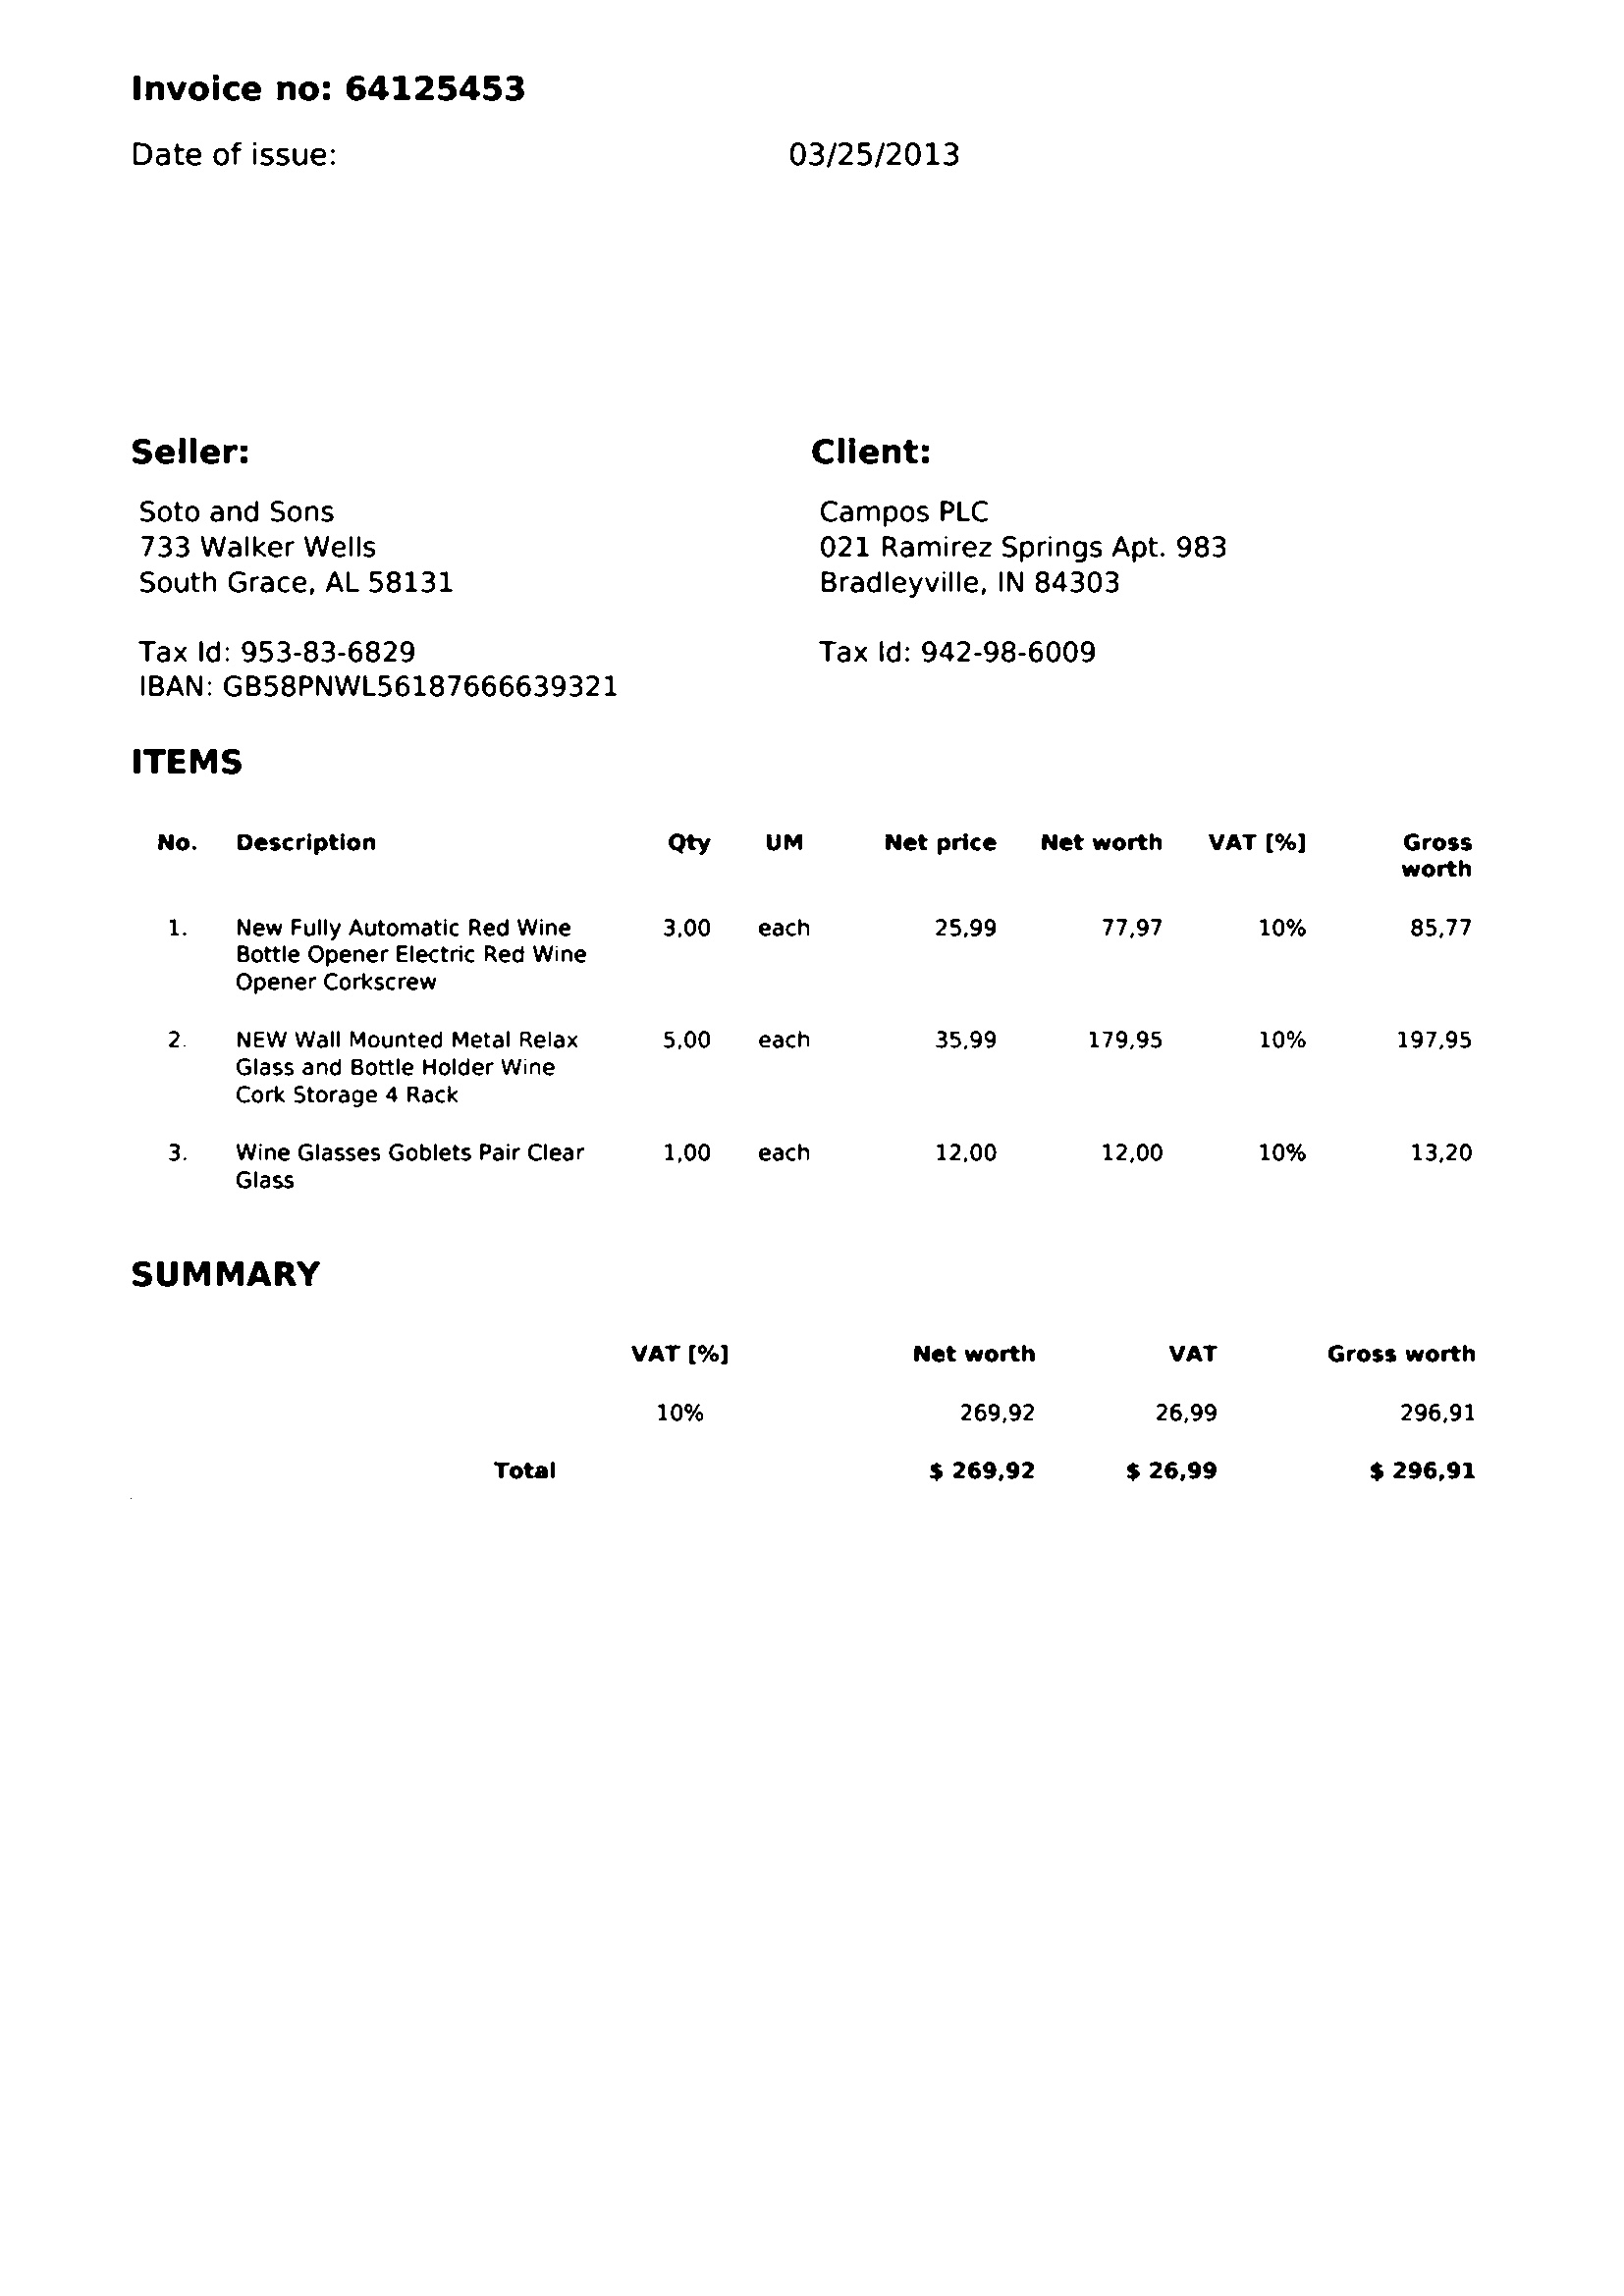 Invoice no: 64125453
Date of issue: 03/25/2013
Seller:
Soto and Sons
733 Walker Wells
South Grace, AL 58131
Tax Id: 953-83-6829
IBAN: GB58PNWL56187666639321
Client:
Campos PLC
021 Ramirez Springs Apt. 983
Bradleyville, IN 84303
Tax Id: 942-98-6009
ITEMS
No. Description Qty UM Net price Net worth VAT [%] Gross
worth
1. New Fully Automatic Red Wine 3,00 each 25,99 77,97 10% 85,77
Bottle Opener Electric Red Wine
Opener Corkscrew
2. NEW Wall Mounted Metal Relax 5,00 each 35,99 179,95 10% 197,95
Glass and Bottle Holder Wine
Cork Storage 4 Rack
3. Wine Glasses Goblets Pair Clear 1,00 each 12,00 12,00 10% 13,20
Glass
SUMMARY
VAT [%] Net worth VAT Gross worth
10% 269,92 26,99 296,91
Total $ 269,92 $ 26,99 $ 296,91